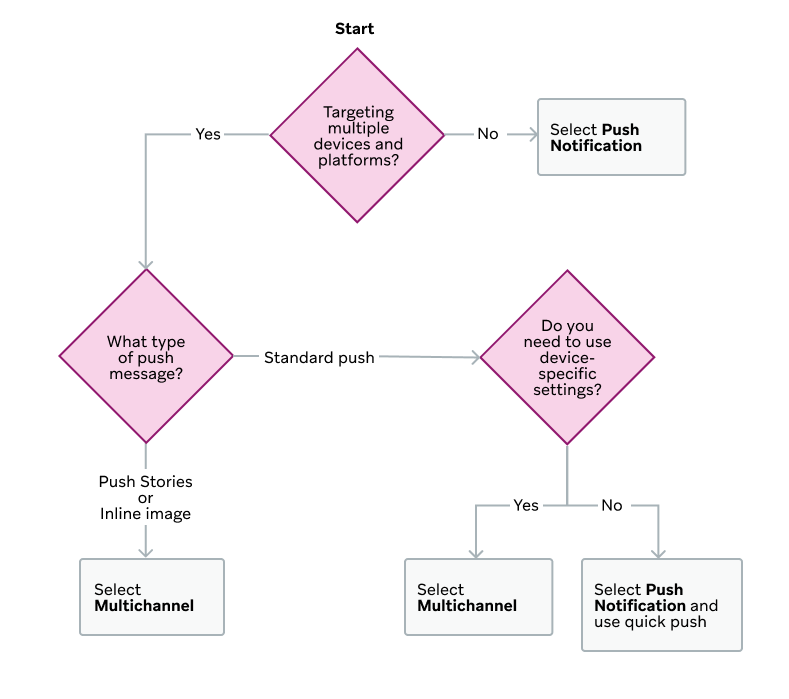 Start
Targeting
multiple
devices and
platforms?
Yes
No
Select Push
Notification
What type
of push
message?
Standard push
Do you
need to use
device-
specific
settings?
Push Stories
or
Inline image
Yes
No
Select
Multichannel
Select
Multichannel
Select Push
Notification and
use quick push